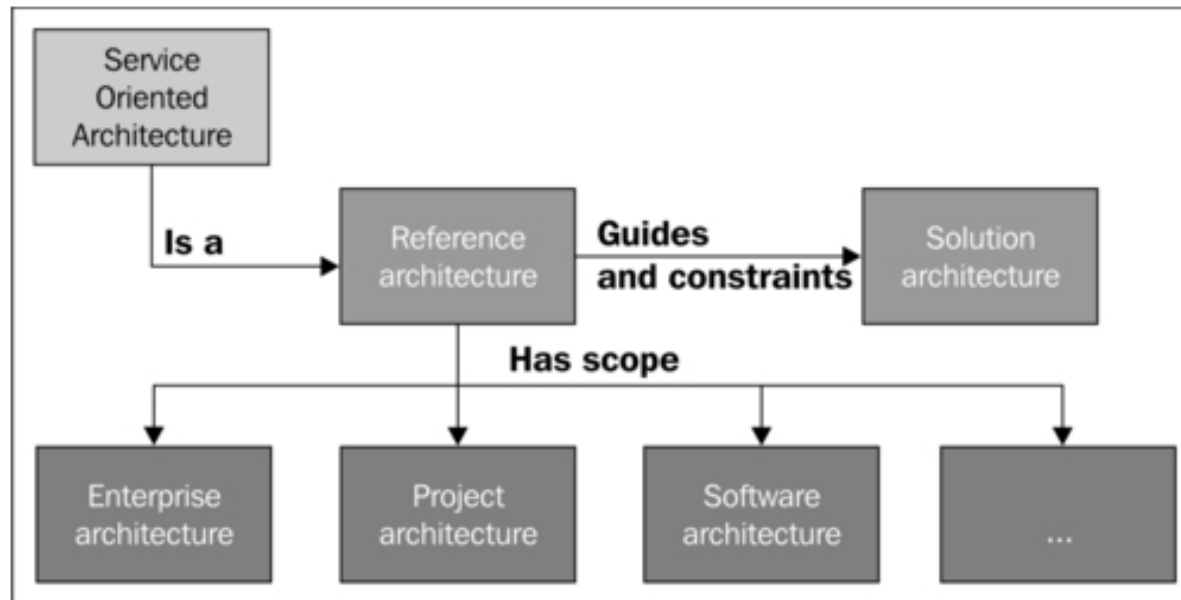 Service
Oriented
Architecture
Is a
Reference
architecture
Guides
and constraints
Solution
architecture
Has scope
Enterprise
architecture
Project
architecture
Software
architecture
...